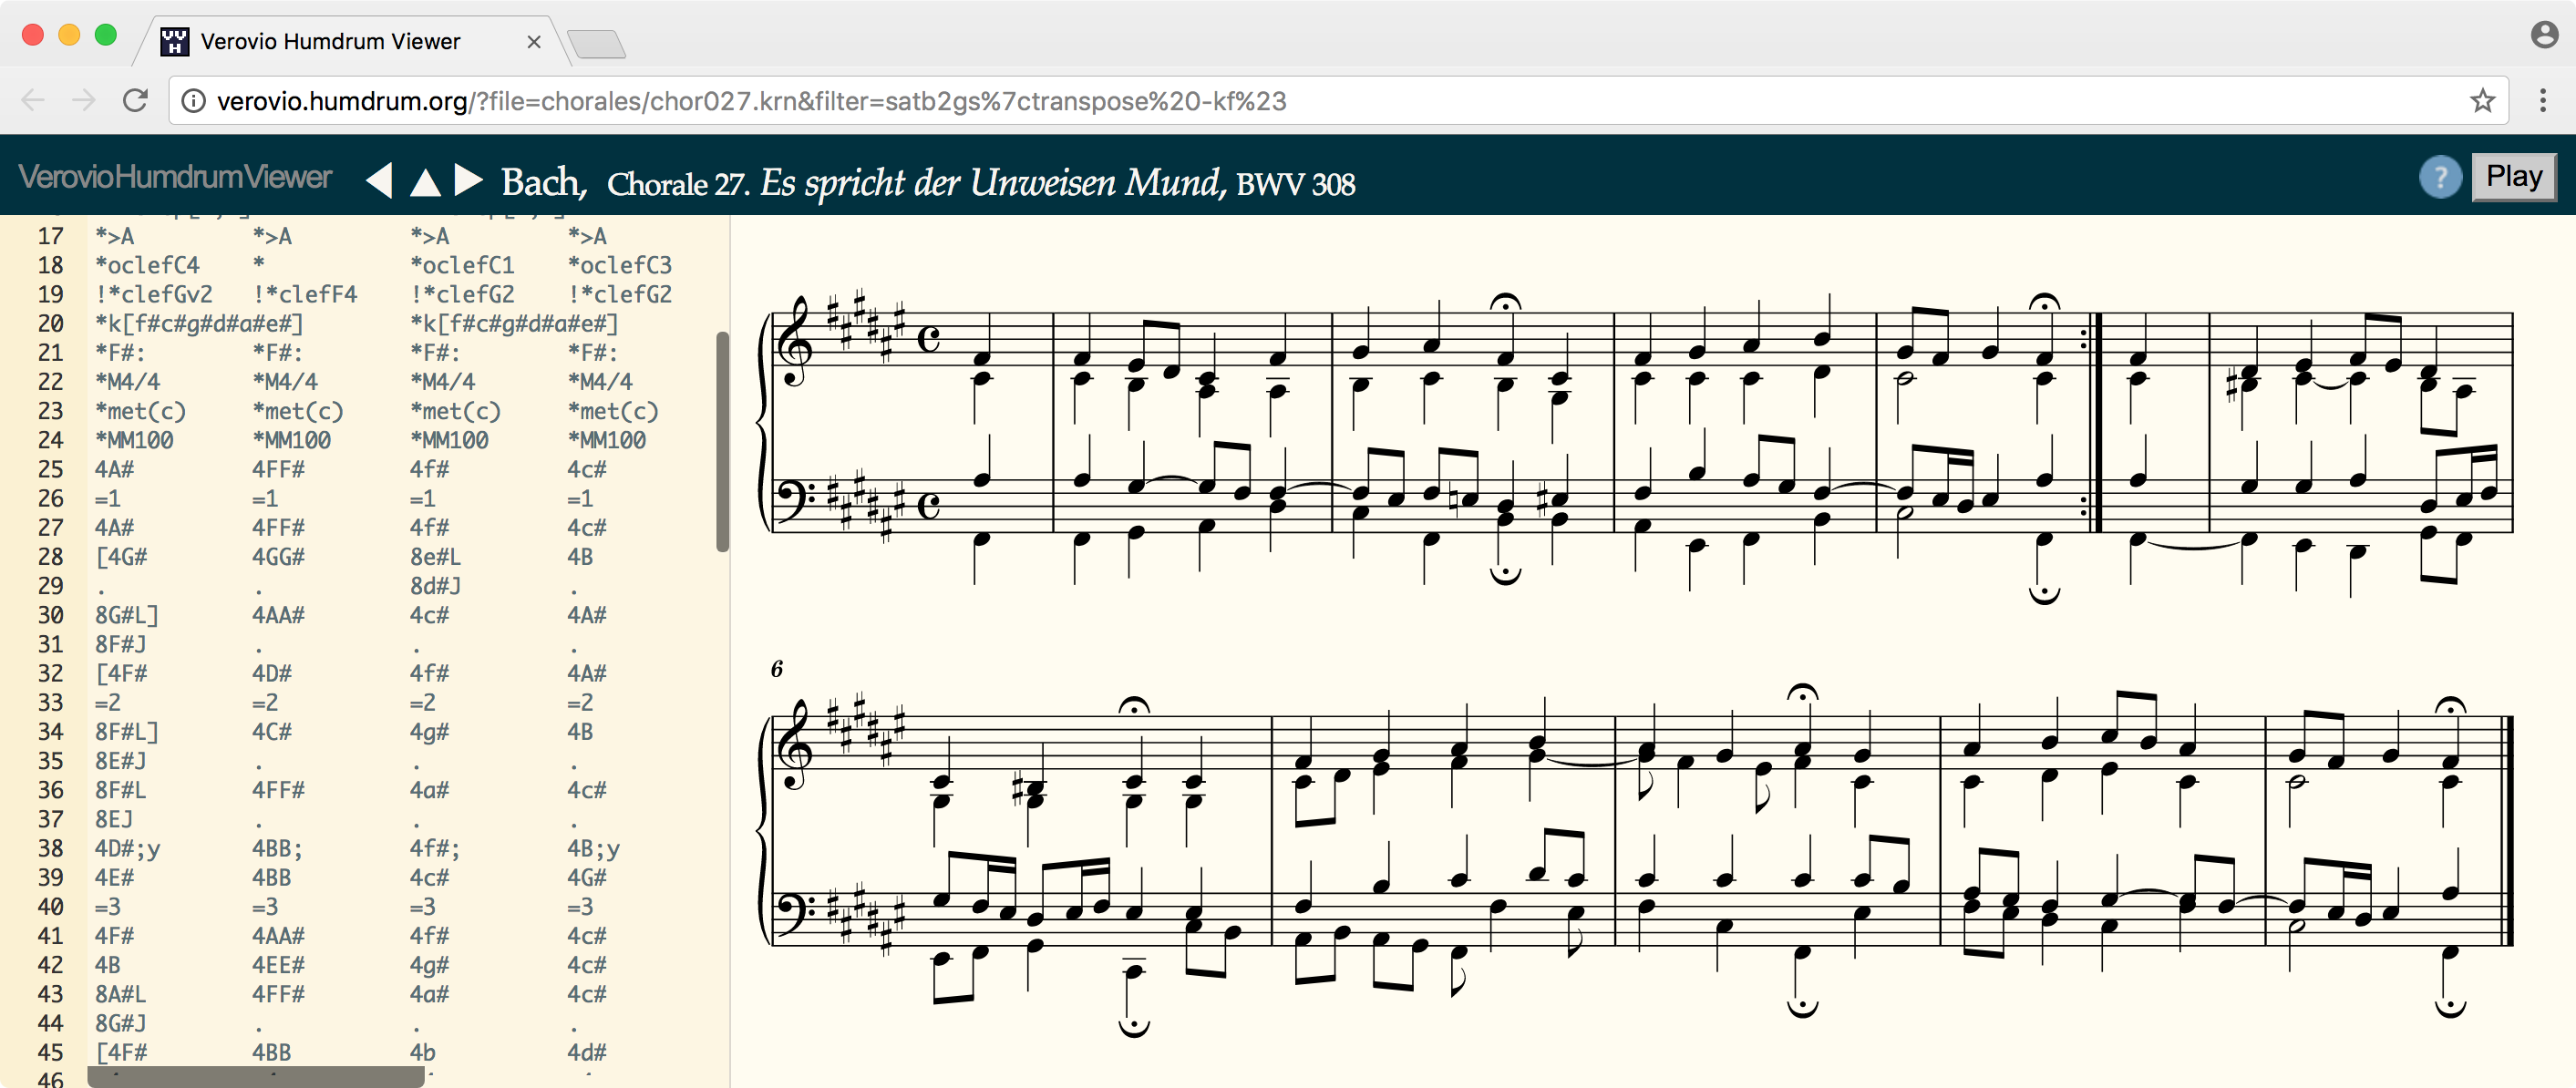 Verovio Humdrum Viewer
verovio.humdrum.org/?file=chorales/chor027.krn&filter=satb2gs%7ctranspose%20-kf%23
VerovioHumdrumViewer Bach, Chorale 27. Es spricht der Unweisen Mund, BWV 308 ? Play
17 *>A *>A *>A *>A
18 *oclefC4 * *oclefC1 *oclefC3
19 !*clefGv2 !*clefF4 !*clefG2 !*clefG2
20 *k[f#c#g#d#a#e#] *k[f#c#g#d#a#e#]
21 *F#: *F#: *F#: *F#:
22 *M4/4 *M4/4 *M4/4 *M4/4
23 *met(c) *met(c) *met(c) *met(c)
24 *MM100 *MM100 *MM100 *MM100
25 4A# 4FF# 4f# 4c#
26 =1 =1 =1 =1
27 4A# 4FF# 4f# 4c#
28 [4G# 4GG# 8e#L 4B
29 . . 8d#J .
30 8G#L] 4AA# 4c# 4A#
31 8F#J . . .
32 [4F# 4D# 4f# 4A#
33 =2 =2 =2 =2
34 8F#L] 4C# 4g# 4B
35 8E#J . . .
36 8F#L 4FF# 4a# 4c#
37 8EJ . . .
38 4D#;y 4BB; 4f#; 4B;y
39 4E# 4BB 4c# 4G#
40 =3 =3 =3 =3
41 4F# 4AA# 4f# 4c#
42 4B 4EE# 4g# 4c#
43 8A#L 4FF# 4a# 4c#
44 8G#J . . .
45 [4F# 4BB 4b 4d#
46
6